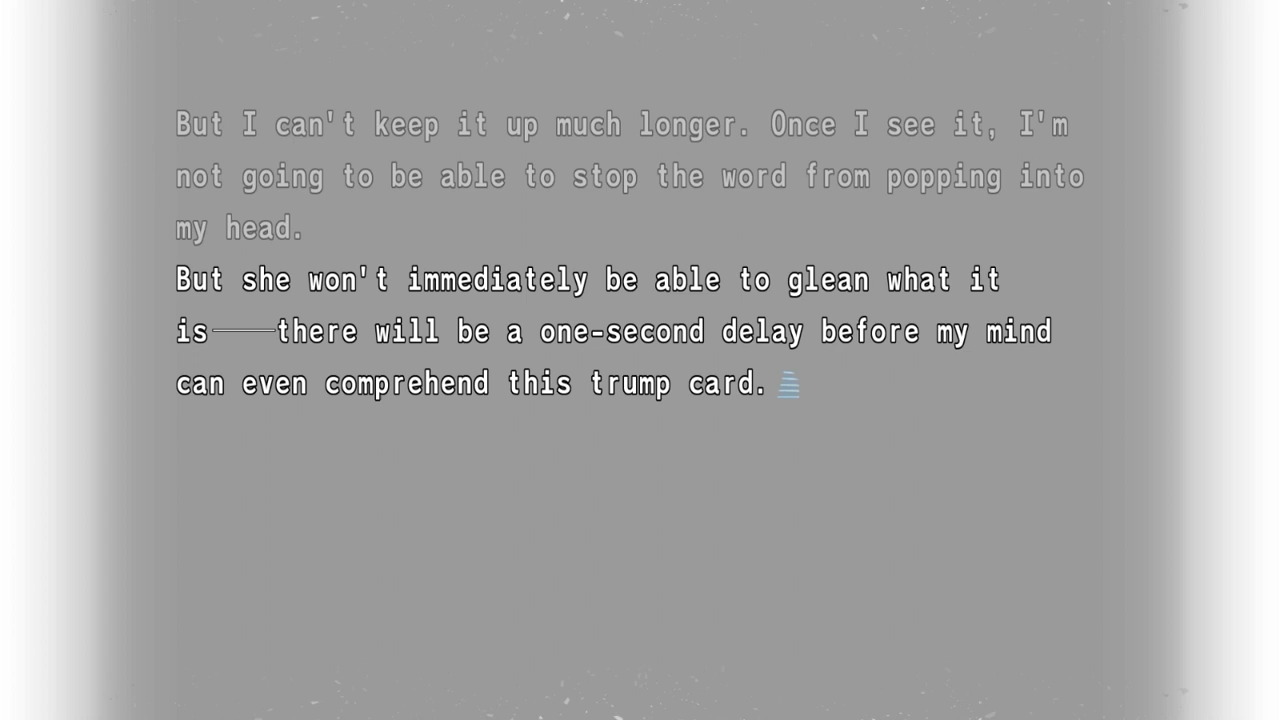 But I can't keep it up much longer. Once I see it, I'm
not going to be able to stop the word from popping into
my head.
But she won't immediately be able to glean what it
is——there will be a one-second delay before my mind
can even comprehend this trump card.